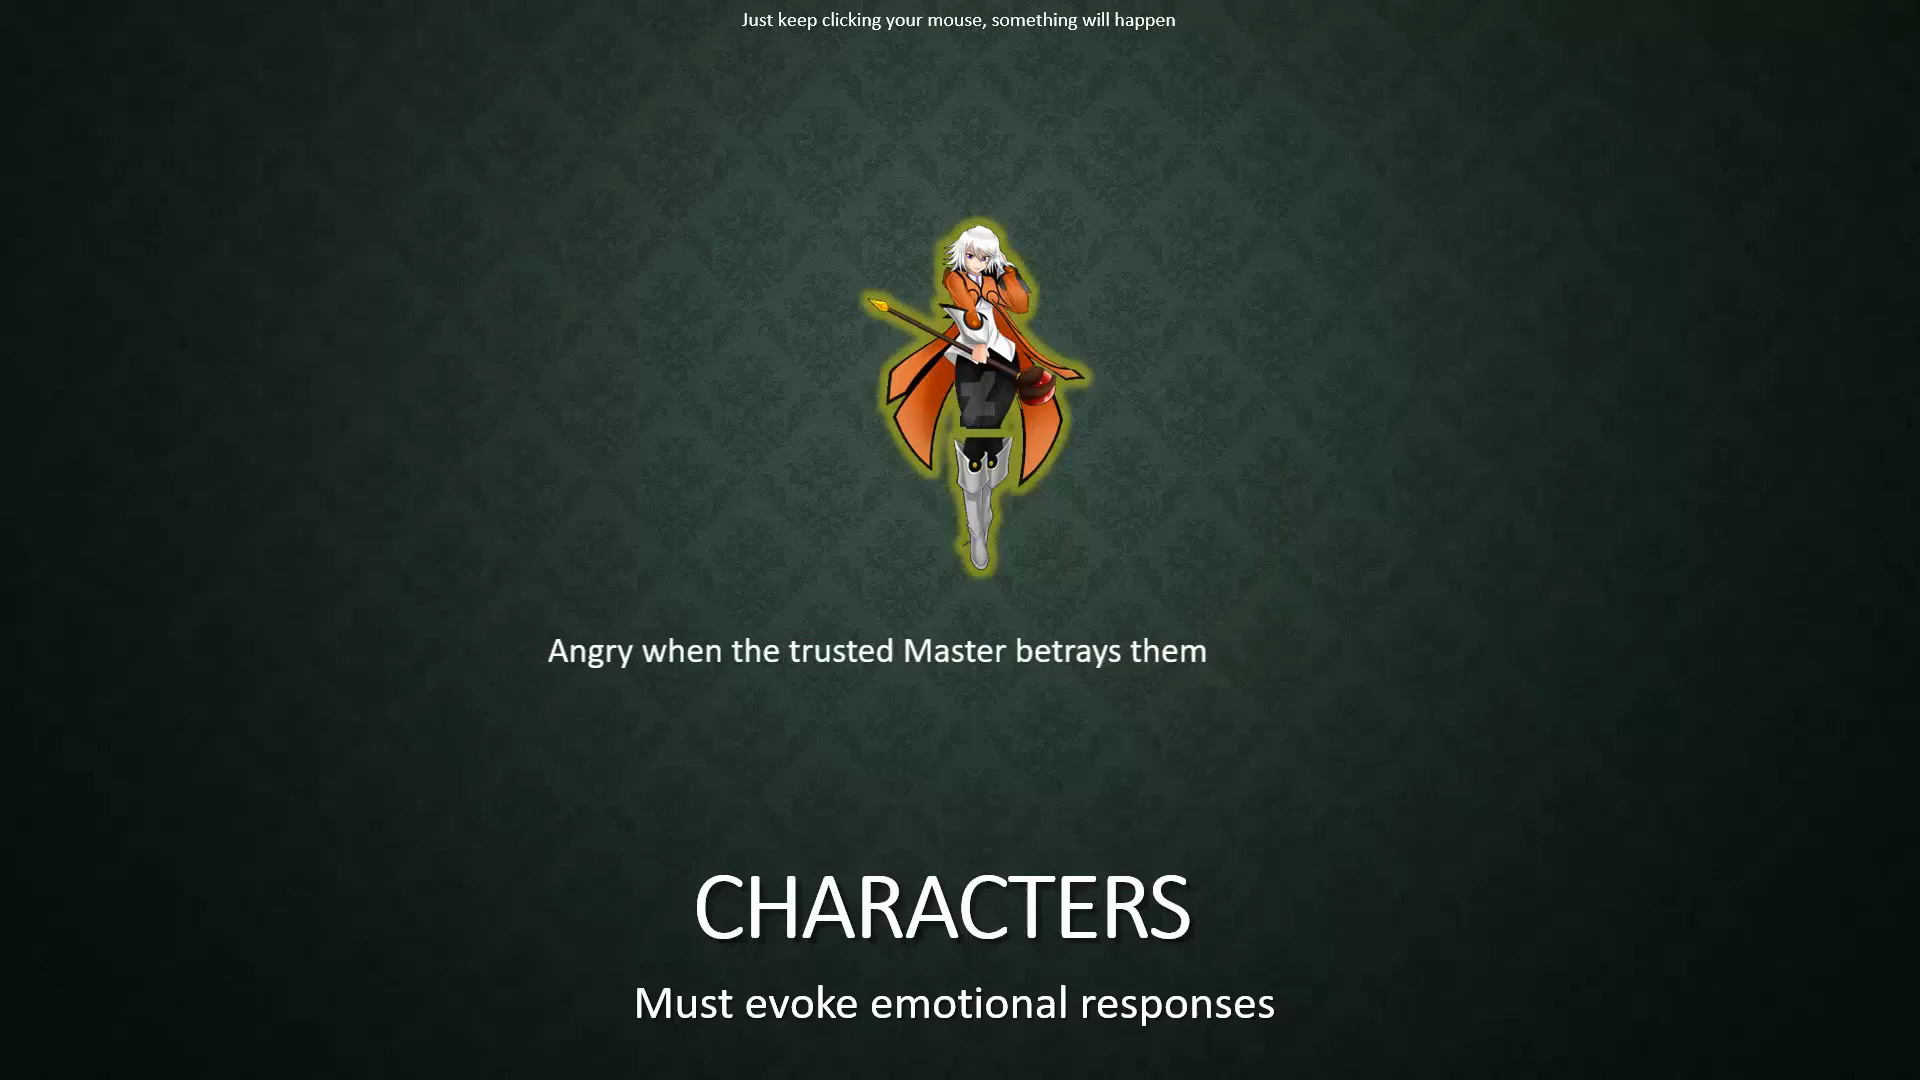 Just keep clicking your mouse, something will happen
Angry when the trusted Master betrays them
CHARACTERS
Must evoke emotional responses